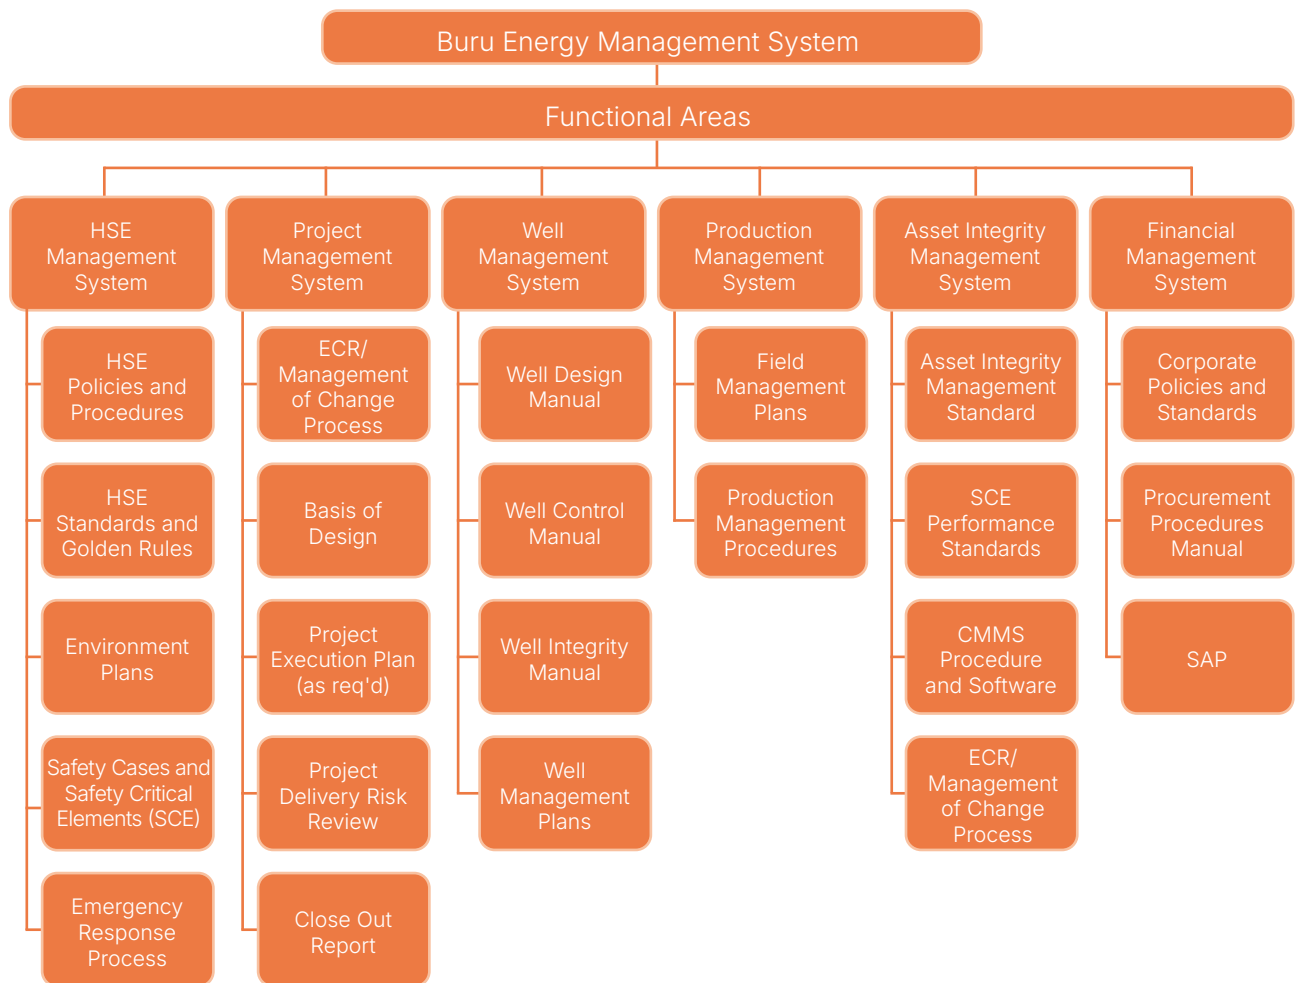 Buru Energy Management System
Functional Areas
HSE
Management
System
Project
Management
System
Well
Management
System
Production
Management
System
Asset Integrity
Management
System
Financial
Management
System
HSE
Policies and
Procedures
HSE
Standards and
Golden Rules
Environment
Plans
Safety Cases and
Safety Critical
Elements (SCE)
Emergency
Response
Process
ECR/
Management
of Change
Process
Basis of
Design
Project
Execution Plan
(as req'd)
Project
Delivery Risk
Review
Close Out
Report
Well Design
Manual
Well Control
Manual
Well Integrity
Manual
Well
Management
Plans
Field
Management
Plans
Production
Management
Procedures
Asset Integrity
Management
Standard
SCE
Performance
Standards
CMMS
Procedure
and Software
ECR/
Management
of Change
Process
Corporate
Policies and
Standards
Procurement
Procedures
Manual
SAP